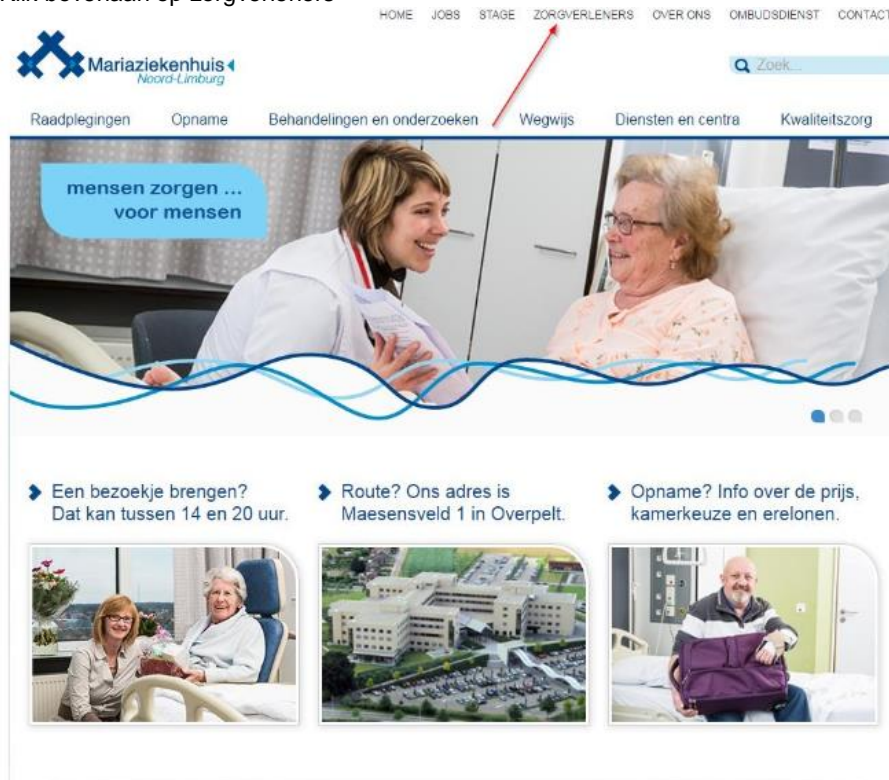 HOME JOBS STAGE ZORGVERLENERS OVER ONS OMBUDSDIENST CONTACT
Mariaziekenhuis
Noord-Limburg
Zoek...
Raadplegingen Opname Behandelingen en onderzoeken Wegwijs Diensten en centra Kwaliteitszorg
mensen zorgen ...
voor mensen
Een bezoekje brengen?
Dat kan tussen 14 en 20 uur.
Route? Ons adres is
Maesensveld 1 in Overpelt.
Opname? Info over de prijs,
kamerkeuze en erelonen.